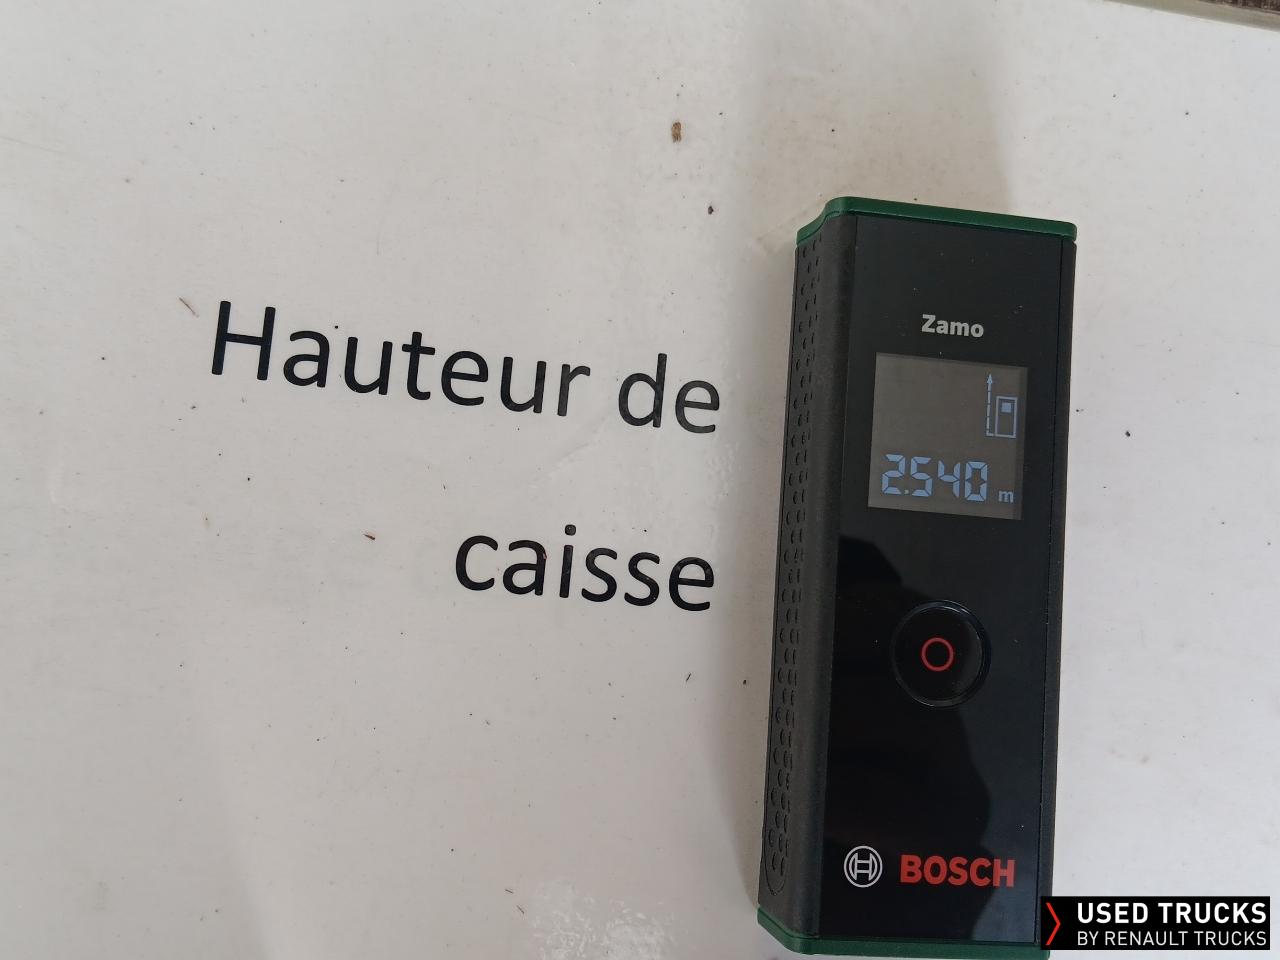 Hauteur de
caisse
Zamo
2.540 m
BOSCH
USED TRUCKS
BY RENAULT TRUCKS